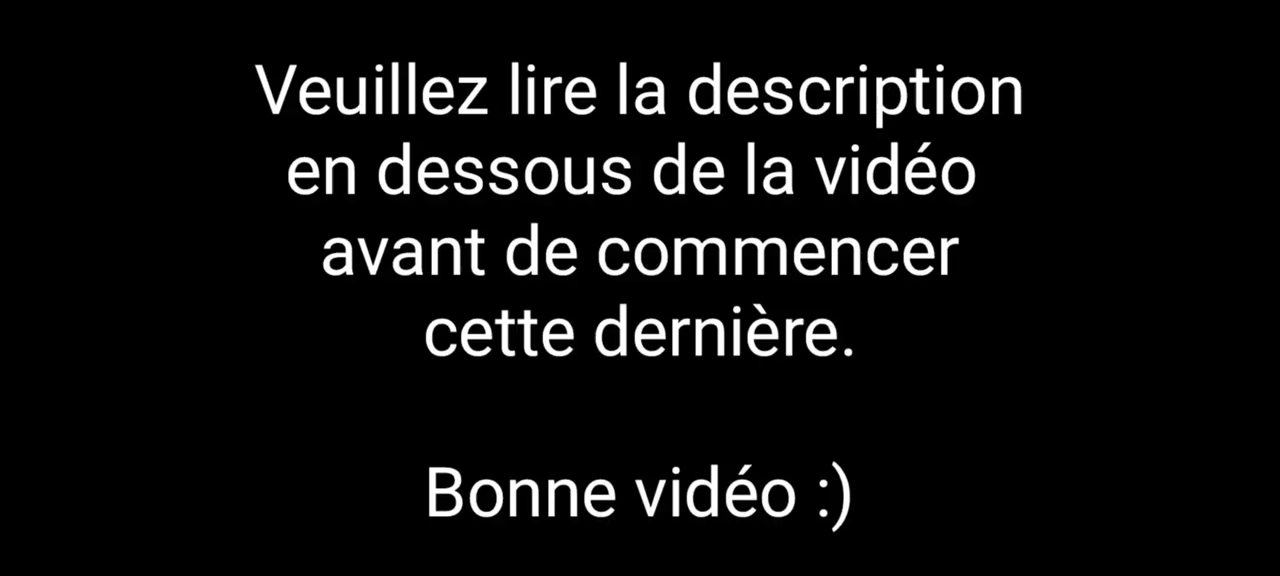 Veuillez lire la description
en dessous de la vidéo
avant de commencer
cette dernière.
Bonne vidéo :)